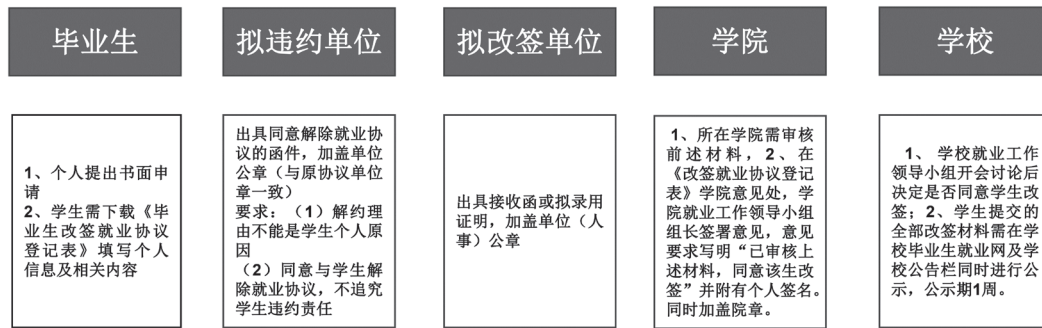 毕业生
拟违约单位
拟改签单位
学院
学校
1、个人提出书面申
请
2、学生需下载《毕
业生改签就业协议
登记表》填写个人
信息及相关内容
出具同意解除就业协
议的函件，加盖单位
公章（与原协议单位
章一致）
要求：（1）解约理
由不能是学生个人原
因
（2）同意与学生解
除就业协议，不追究
学生违约责任
出具接收函或拟录用
证明，加盖单位（人
事）公章
1、所在学院需审核
前述材料，2、在
《改签就业协议登记
表》学院意见处，学
院就业工作领导小组
组长签署意见，意见
要求写明“已审核上
述材料，同意该生改
签”并附有个人签名。
同时加盖院章。
1、 学校就业工作
领导小组开会讨论后
决定是否同意学生改
签；2、学生提交的
全部改签材料需在学
校毕业生就业网及学
校公告栏同时进行公
示，公示期1周。